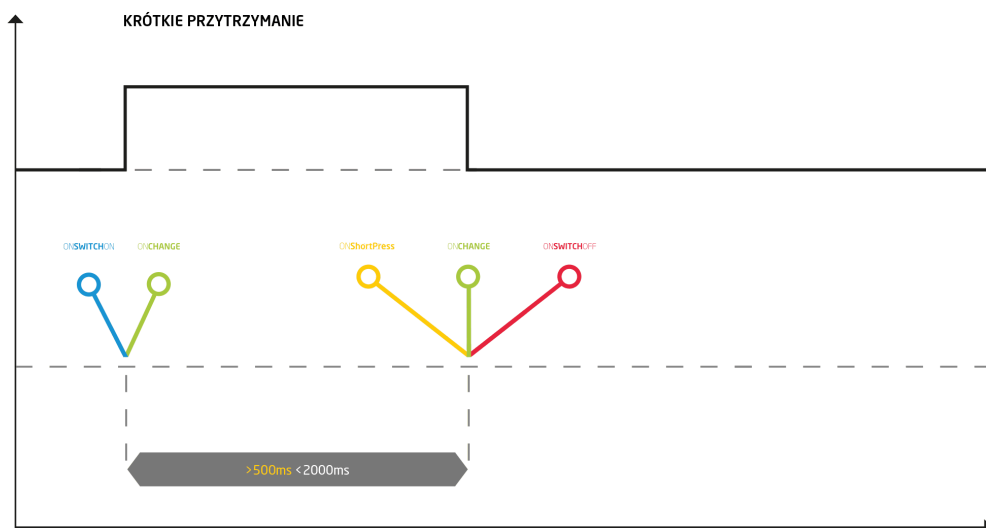 KRÓTKIE PRZYTRZYMANIE
ONSWITCHON ONCHANGE ONShortPress ONCHANGE ONSWITCHOFF
>500ms <2000ms